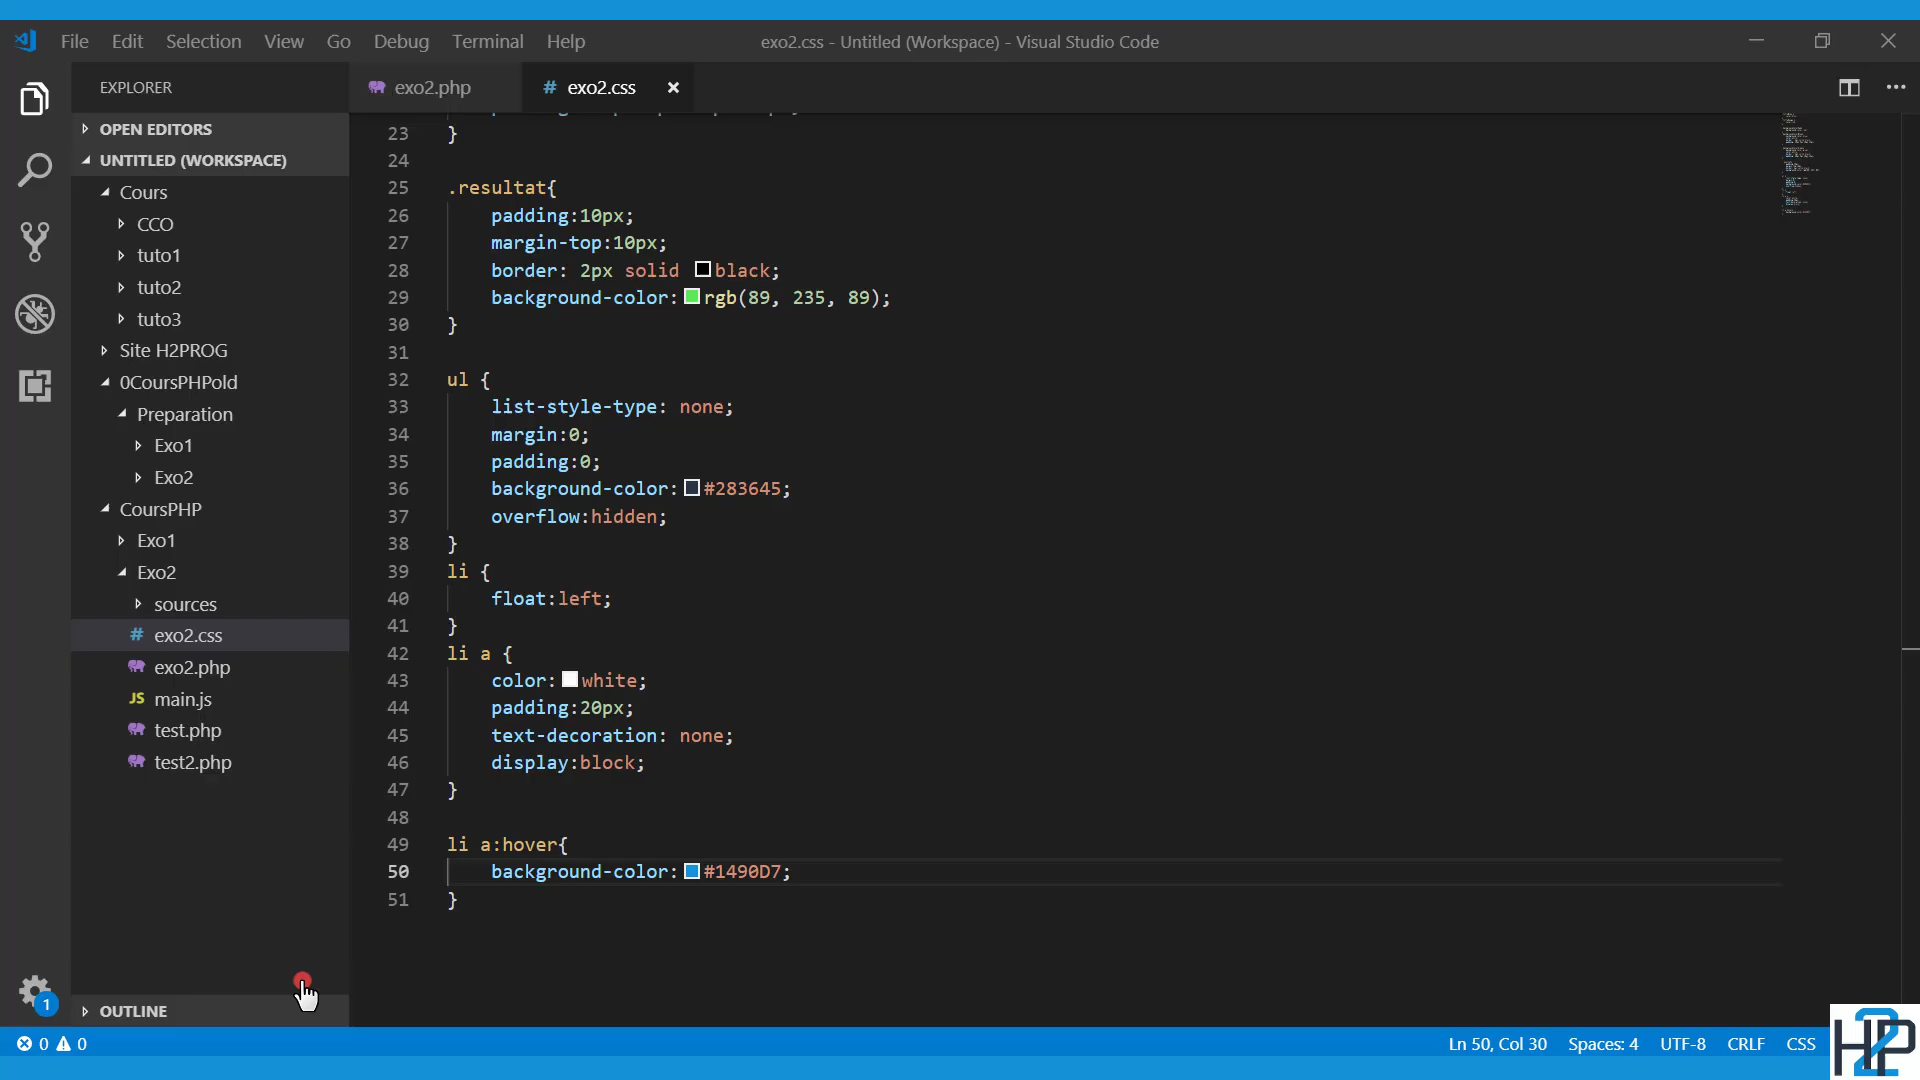 File Edit Selection View Go Debug Terminal Help
exo2.css - Untitled (Workspace) - Visual Studio Code
EXPLORER
OPEN EDITORS
UNTITLED (WORKSPACE)
Cours
CCO
tuto1
tuto2
tuto3
Site H2PROG
0CoursPHPold
Preparation
Exo1
Exo2
CoursPHP
Exo1
Exo2
sources
# exo2.css
exo2.php
JS main.js
test.php
test2.php
OUTLINE
1
exo2.php
# exo2.css
23 }
24
25 .resultat{
26 padding:10px;
27 margin-top:10px;
28 border: 2px solid black;
29 background-color: rgb(89, 235, 89);
30 }
31
32 ul {
33 list-style-type: none;
34 margin:0;
35 padding:0;
36 background-color: #283645;
37 overflow:hidden;
38 }
39 li {
40 float:left;
41 }
42 li a {
43 color: white;
44 padding:20px;
45 text-decoration: none;
46 display:block;
47 }
48
49 li a:hover{
50 background-color: #1490D7;
51 }
0 0
Ln 50, Col 30 Spaces: 4 UTF-8 CRLF CSS
H2P